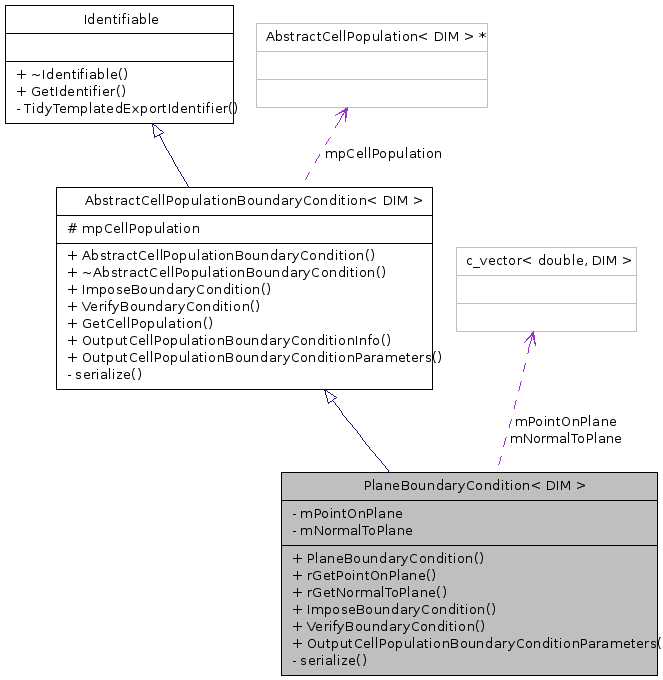 Identifiable
+ ~Identifiable()
+ GetIdentifier()
- TidyTemplatedExportIdentifier()
AbstractCellPopulation< DIM > *
mpCellPopulation
AbstractCellPopulationBoundaryCondition< DIM >
# mpCellPopulation
+ AbstractCellPopulationBoundaryCondition()
+ ~AbstractCellPopulationBoundaryCondition()
+ ImposeBoundaryCondition()
+ VerifyBoundaryCondition()
+ GetCellPopulation()
+ OutputCellPopulationBoundaryConditionInfo()
+ OutputCellPopulationBoundaryConditionParameters()
- serialize()
c_vector< double, DIM >
mPointOnPlane
mNormalToPlane
PlaneBoundaryCondition< DIM >
- mPointOnPlane
- mNormalToPlane
+ PlaneBoundaryCondition()
+ rGetPointOnPlane()
+ rGetNormalToPlane()
+ ImposeBoundaryCondition()
+ VerifyBoundaryCondition()
+ OutputCellPopulationBoundaryConditionParameters(
- serialize()